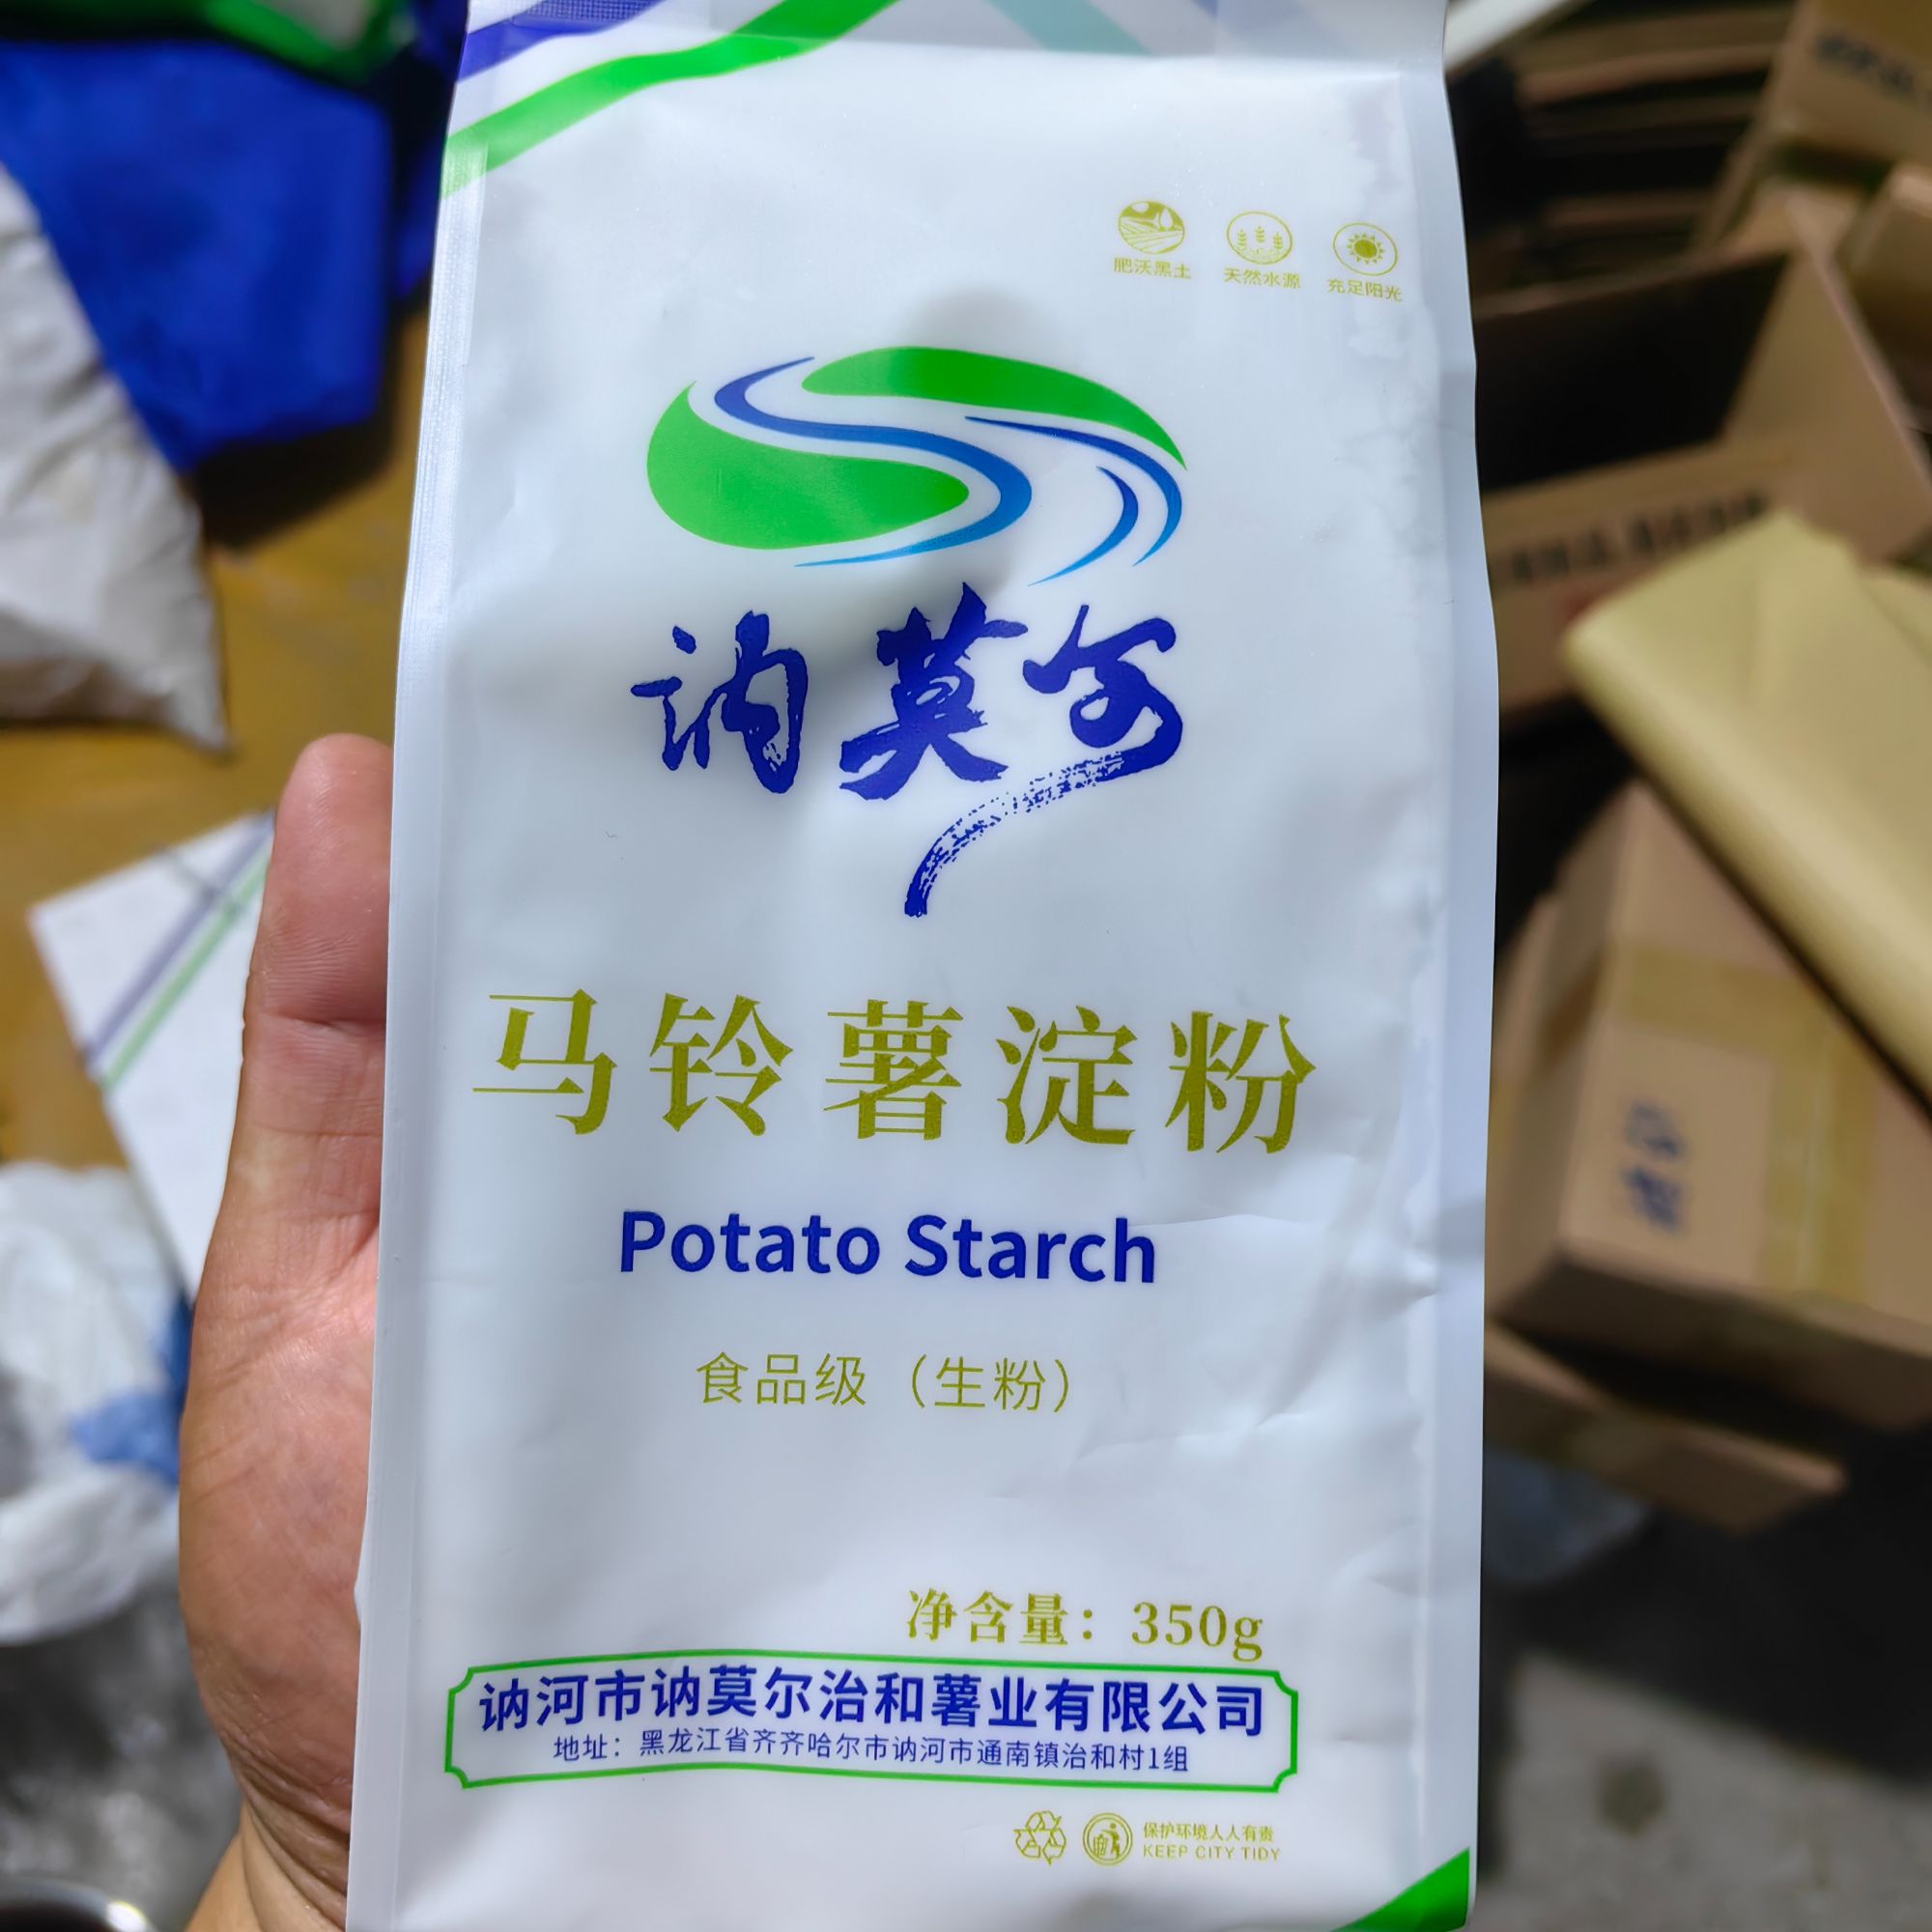 肥沃黑土 天然水源 充足阳光
讷莫尔
马铃薯淀粉
Potato Starch
食品级（生粉）
净含量：350g
讷河市讷莫尔治和薯业有限公司
地址：黑龙江省齐齐哈尔市讷河市通南镇治和村1组
保护环境人人有责
KEEP CITY TIDY